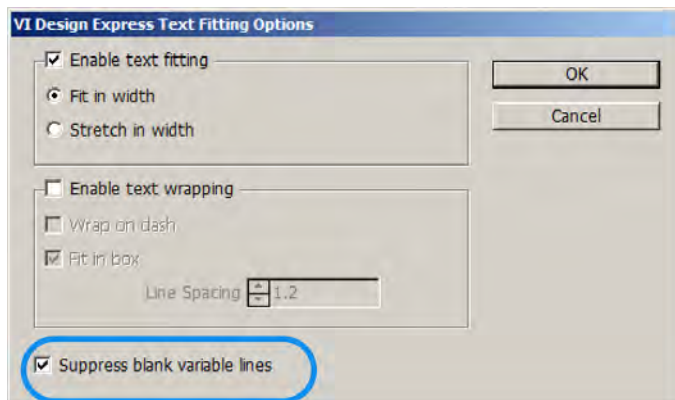 VI Design Express Text Fitting Options
Enable text fitting
Fit in width
Stretch in width
OK
Cancel
Enable text wrapping
Wrap on dash
Fit in box
Line Spacing 1.2
Suppress blank variable lines